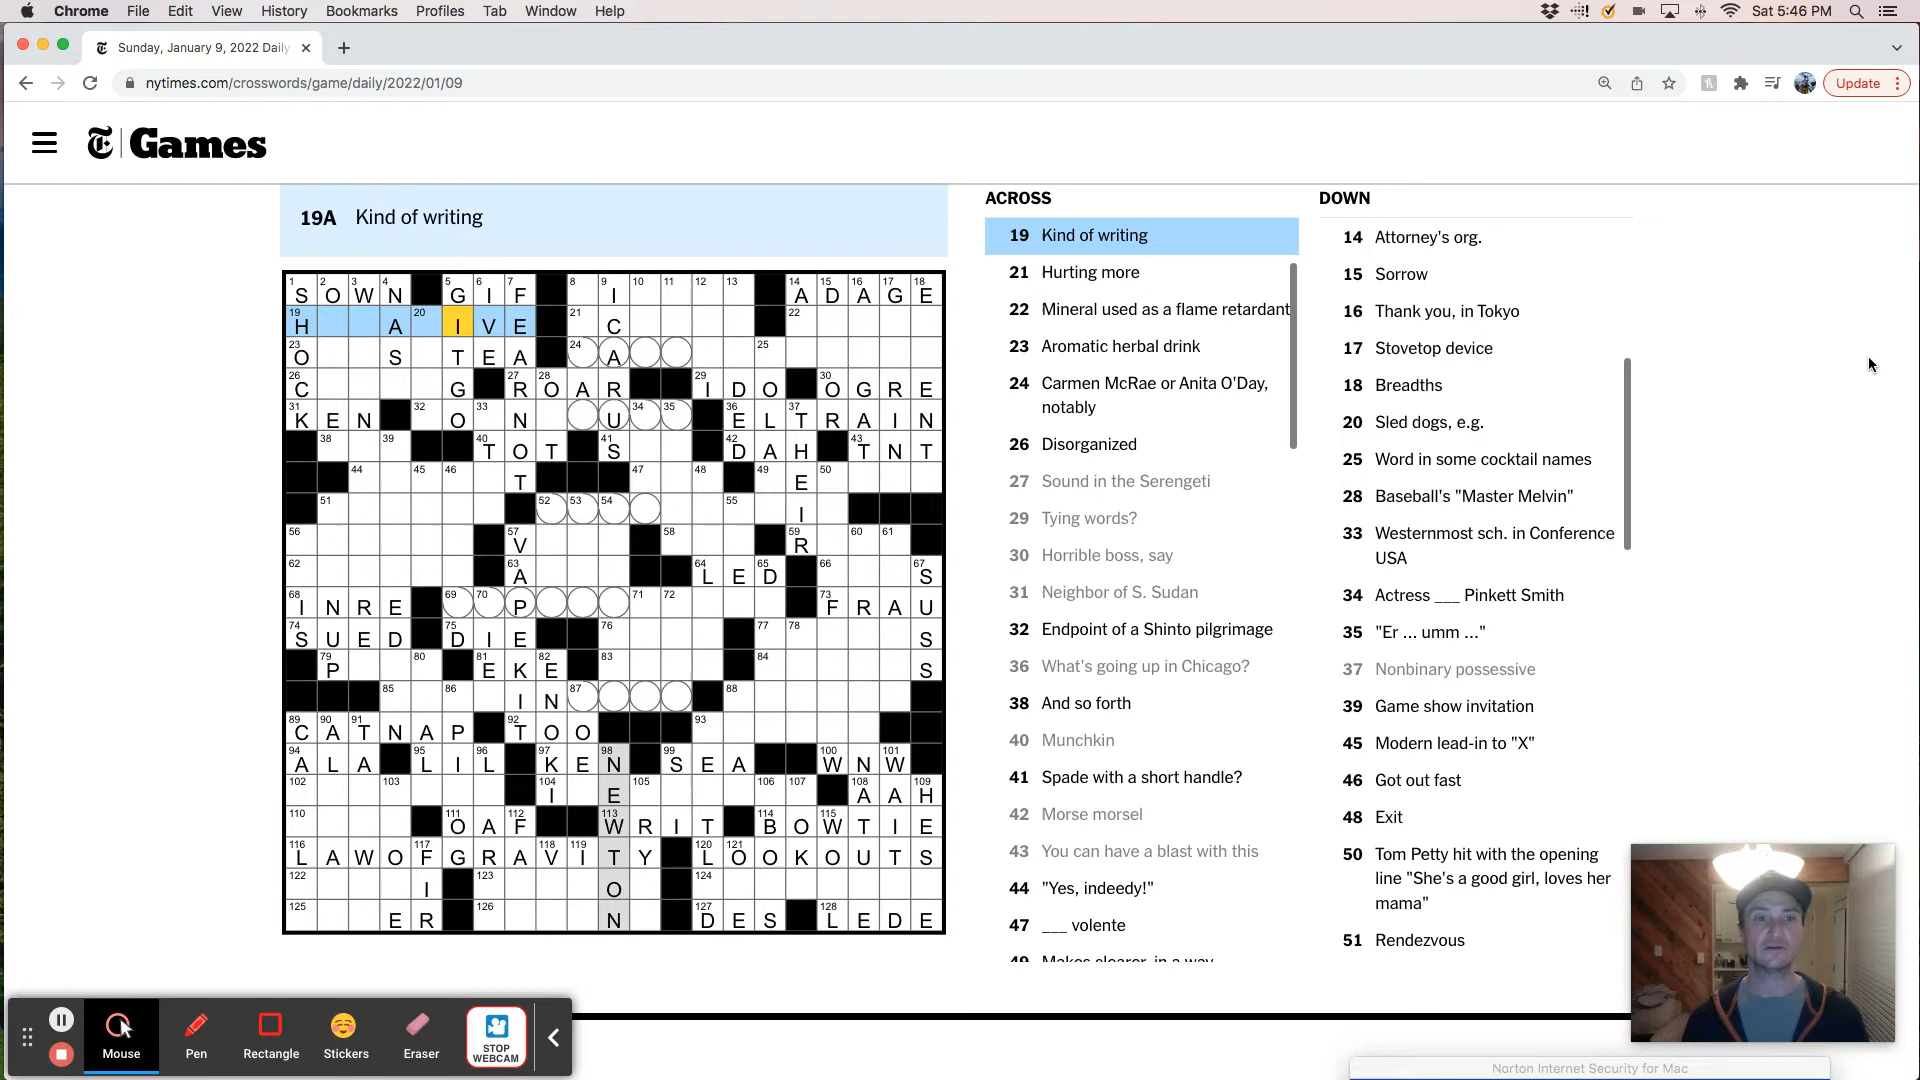 Chrome File Edit View History Bookmarks Profiles Tab Window Help Sat 5:46 PM
Sunday, January 9, 2022 Daily
nytimes.com/crosswords/game/daily/2022/01/09 Update
Games
19A Kind of writing
ACROSS
19 Kind of writing
21 Hurting more
22 Mineral used as a flame retardant
23 Aromatic herbal drink
24 Carmen McRae or Anita O'Day,
notably
26 Disorganized
27 Sound in the Serengeti
29 Tying words?
30 Horrible boss, say
31 Neighbor of S. Sudan
32 Endpoint of a Shinto pilgrimage
36 What's going up in Chicago?
38 And so forth
40 Munchkin
41 Spade with a short handle?
42 Morse morsel
43 You can have a blast with this
44 "Yes, indeedy!"
47 ___ volente
49 Makes clearer, in a way
DOWN
14 Attorney's org.
15 Sorrow
16 Thank you, in Tokyo
17 Stovetop device
18 Breadths
20 Sled dogs, e.g.
25 Word in some cocktail names
28 Baseball's "Master Melvin"
33 Westernmost sch. in Conference
USA
34 Actress ___ Pinkett Smith
35 "Er ... umm ..."
37 Nonbinary possessive
39 Game show invitation
45 Modern lead-in to "X"
46 Got out fast
48 Exit
50 Tom Petty hit with the opening
line "She's a good girl, loves her
mama"
51 Rendezvous
S O W N G I F I A D A G E
H A I V E C
O S T E A A
C G R O A R I D O O G R E
K E N O N U E L T R A I N
T O T S D A H T N T
T E
I
V R
A L E D S
I N R E P F R A U
S U E D D I E S
P E K E S
I N
C A T N A P T O O
A L A L I L K E N S E A W N W
I E A A H
O A F W R I T B O W T I E
L A W O F G R A V I T Y L O O K O U T S
I O
E R N D E S L E D E
Mouse Pen Rectangle Stickers Eraser STOP
WEBCAM
Norton Internet Security for Mac